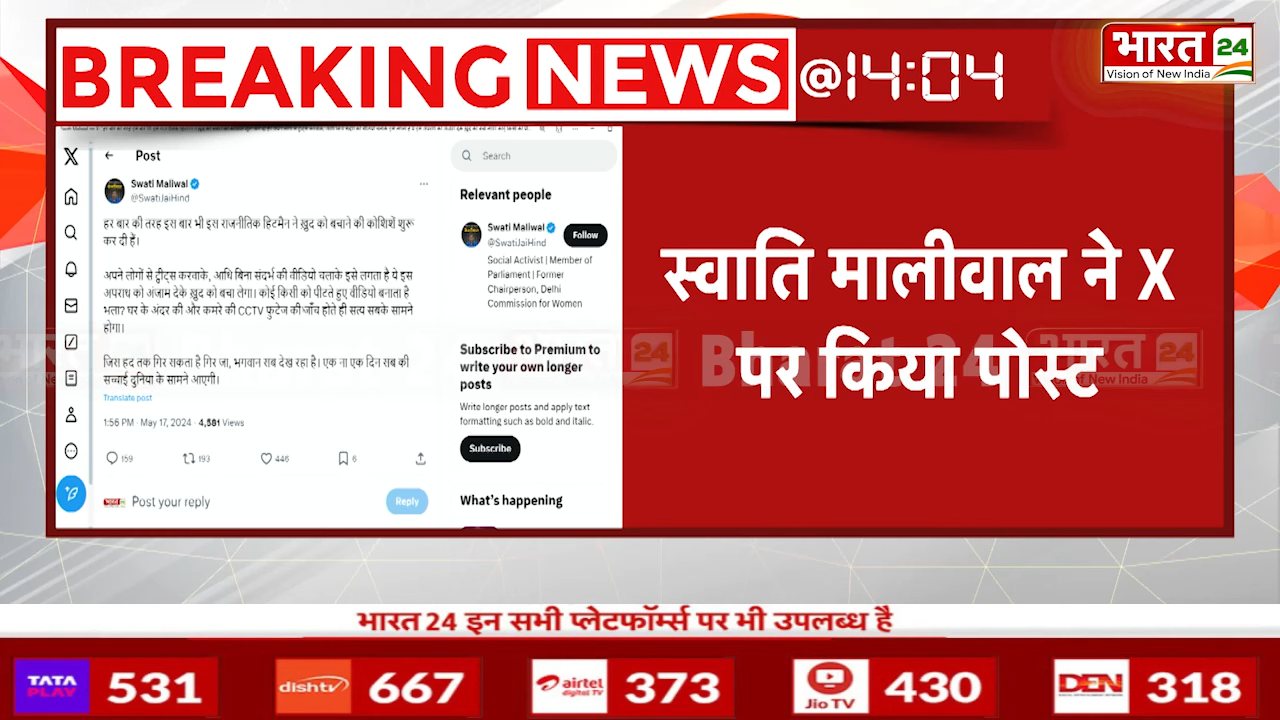 BREAKING NEWS @14:04
भारत 24
Vision of New India
Post
Search
Swati Maliwal
@SwatiJaiHind
हर बार की तरह इस बार भी इस राजनीतिक हिटमैन ने ख़ुद को बचाने की कोशिशें शुरू
कर दी हैं।
अपने लोगों से ट्वीट्स करवाके, आधि बिना संदर्भ की वीडियो चलाके इसे लगता है ये इस
अपराध को अंजाम देके ख़ुद को बचा लेगा। कोई किसी को पीटते हुए वीडियो बनाता है
भला? घर के अंदर की और कमरे की CCTV फुटेज की जाँच होते ही सत्य सबके सामने
होगा।
जिस हद तक गिर सकता है गिर जा, भगवान सब देख रहा है। एक ना एक दिन सब की
सच्चाई दुनिया के सामने आएगी।
Translate post
1:56 PM · May 17, 2024 · 4,581 Views
159 193 446 6
Post your reply
Reply
Relevant people
Swati Maliwal
@SwatiJaiHind
Follow
Social Activist | Member of
Parliament | Former
Chairperson, Delhi
Commission for Women
Subscribe to Premium to
write your own longer
posts
Write longer posts and apply text
formatting such as bold and italic.
Subscribe
What's happening
स्वाति मालीवाल ने X
पर किया पोस्ट
भारत 24 इन सभी प्लेटफॉर्म्स पर भी उपलब्ध है
TATA PLAY 531
dishtv 667
airtel digital TV 373
JioTV 430
DEN 318